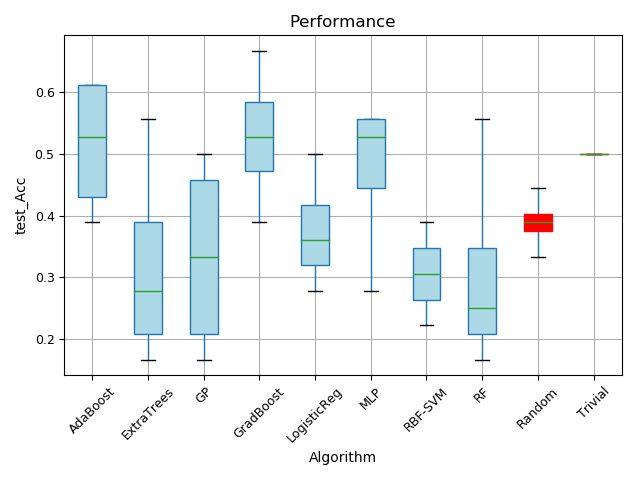 Performance
test_Acc
0.6
0.5
0.4
0.3
0.2
AdaBoost
ExtraTrees
GP
GradBoost
LogisticReg
MLP
RBF-SVM
RF
Random
Trivial
Algorithm